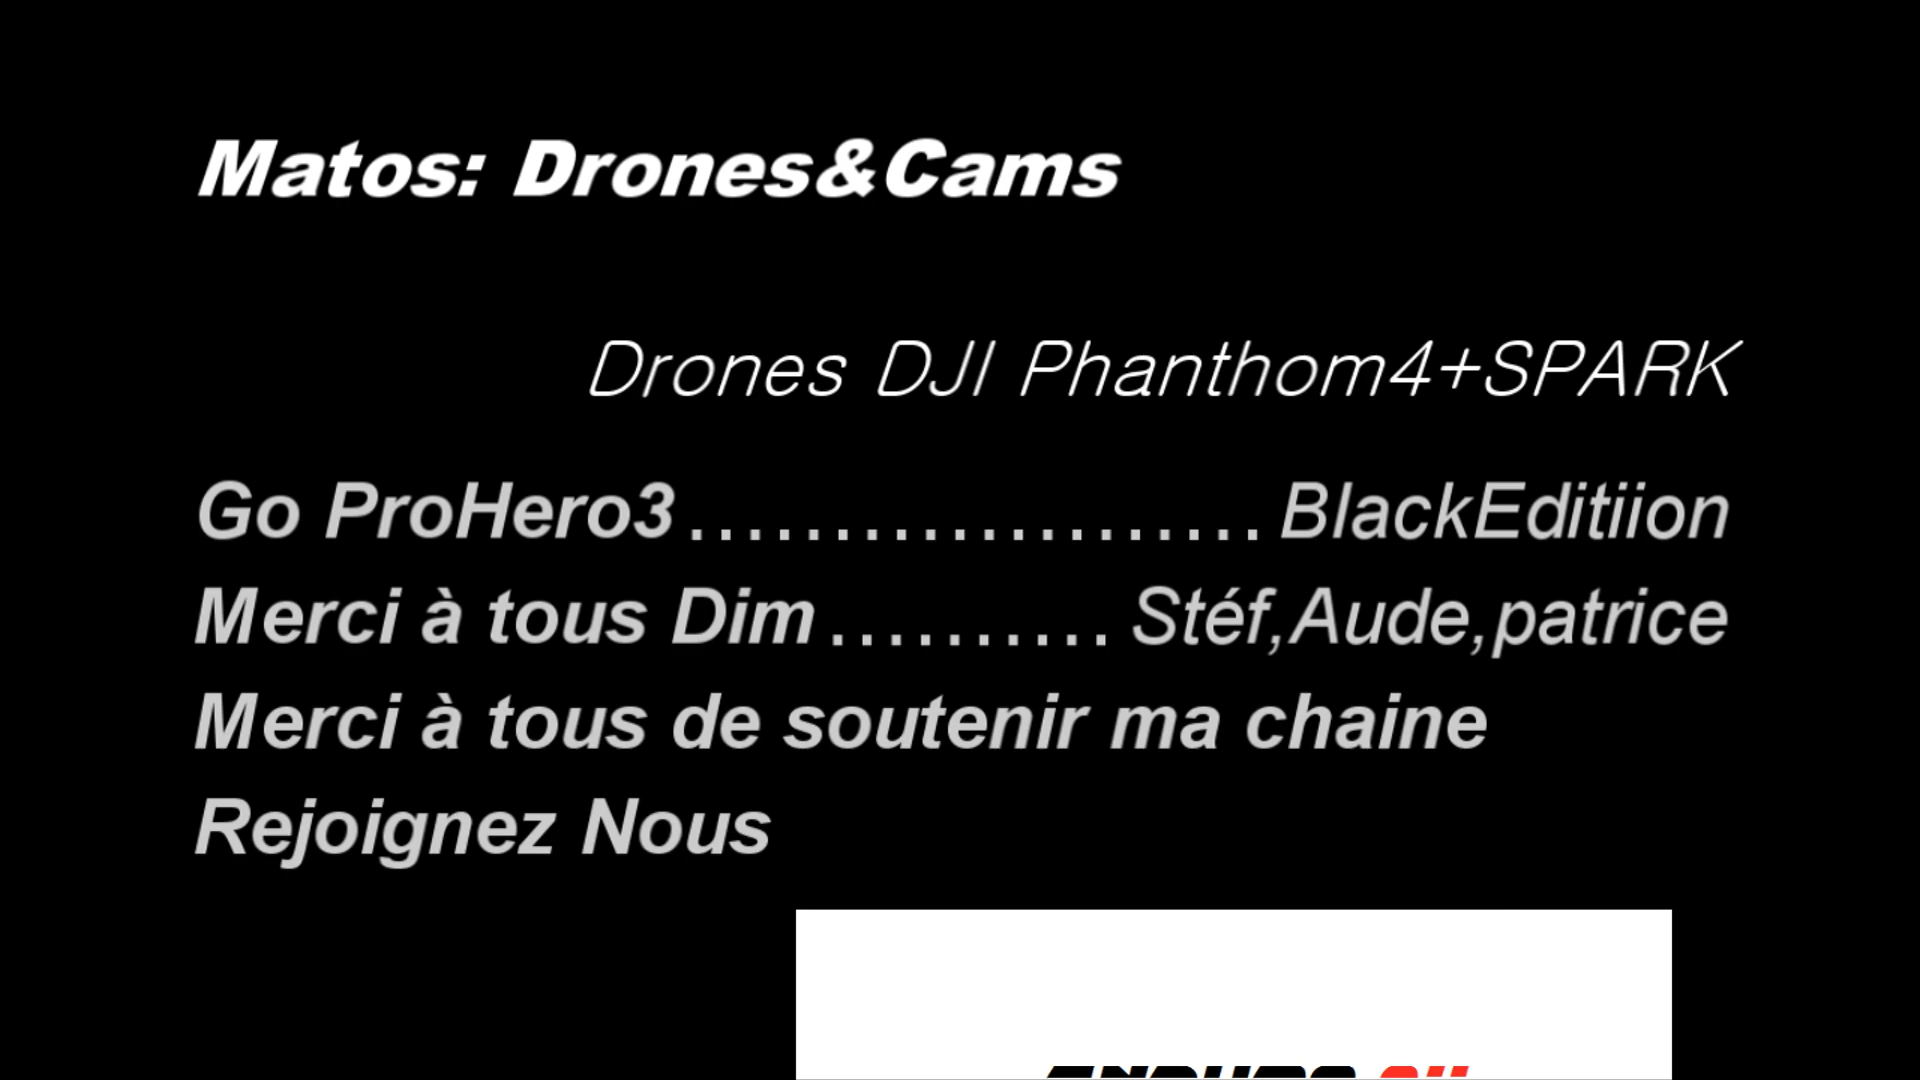 Matos: Drones&Cams
Drones DJI Phanthom4+SPARK
Go ProHero3....................BlackEditiion
Merci à tous Dim..........Stéf,Aude,patrice
Merci à tous de soutenir ma chaine
Rejoignez Nous